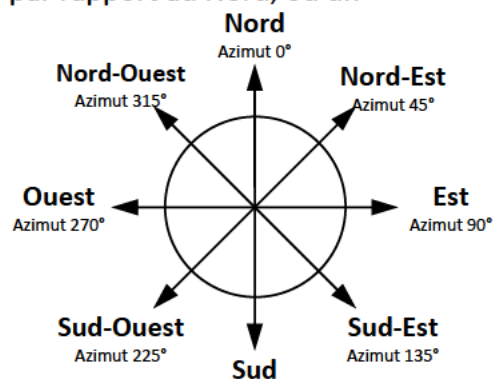 Nord
Azimut 0°
Nord-Ouest
Azimut 315°
Nord-Est
Azimut 45°
Ouest
Azimut 270°
Est
Azimut 90°
Sud-Ouest
Azimut 225°
Sud-Est
Azimut 135°
Sud